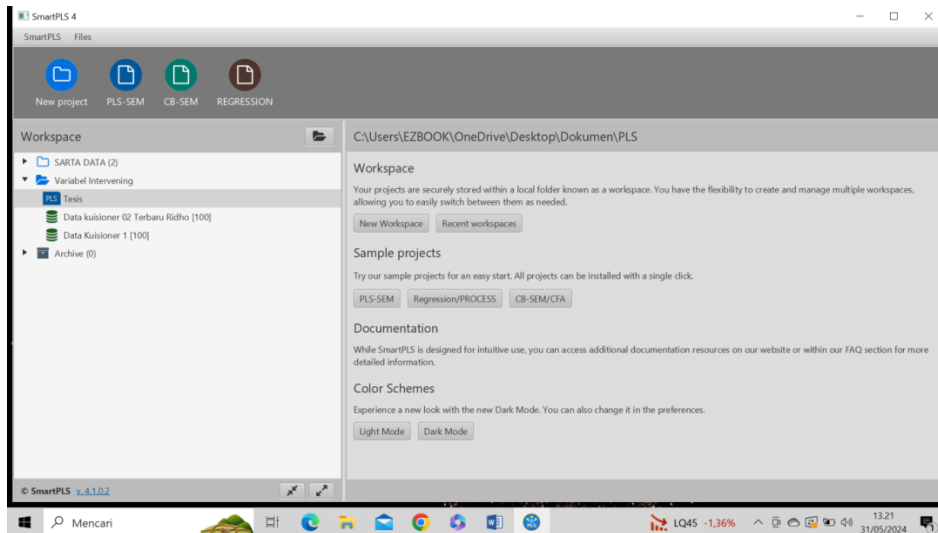 SmartPLS 4
SmartPLS Files
New project PLS-SEM CB-SEM REGRESSION
Workspace
SARTA DATA (2)
Variabel Intervening
PLS Tesis
Data kuisioner 02 Terbaru Ridho [100]
Data Kuisioner 1 [100]
Archive (0)
© SmartPLS v. 4.1.0.2
C:\Users\EZBOOK\OneDrive\Desktop\Dokumen\PLS
Workspace
Your projects are securely stored within a local folder known as a workspace. You have the flexibility to create and manage multiple workspaces,
allowing you to easily switch between them as needed.
New Workspace Recent workspaces
Sample projects
Try our sample projects for an easy start. All projects can be installed with a single click.
PLS-SEM Regression/PROCESS CB-SEM/CFA
Documentation
While SmartPLS is designed for intuitive use, you can access additional documentation resources on our website or within our FAQ section for more
detailed information.
Color Schemes
Experience a new look with the new Dark Mode. You can also change it in the preferences.
Light Mode Dark Mode
Mencari
LQ45 -1,36%
13.21
31/05/2024